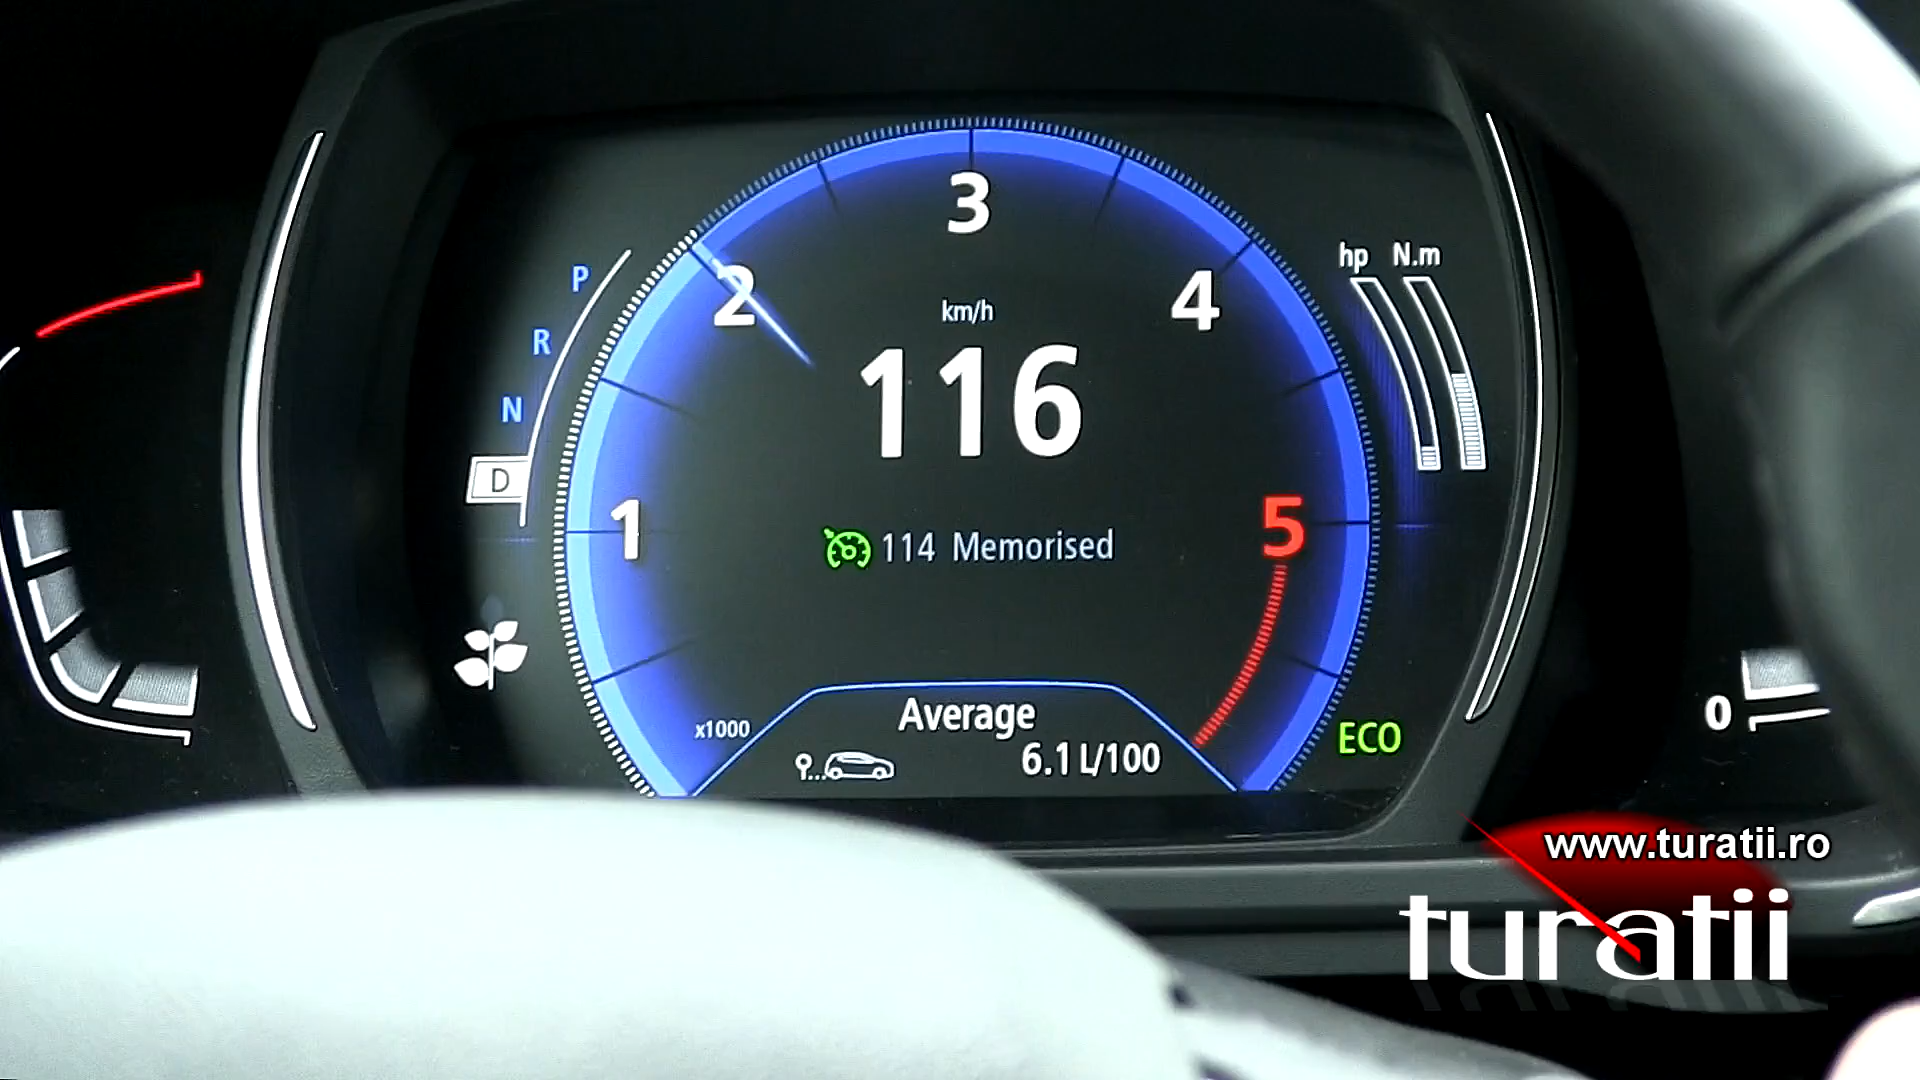 3
hp N.m
P
2
4
km/h
R
116
N
D
1
5
114 Memorised
x1000
Average
ECO
0
6.1 L/100
www.turatii.ro
turatii